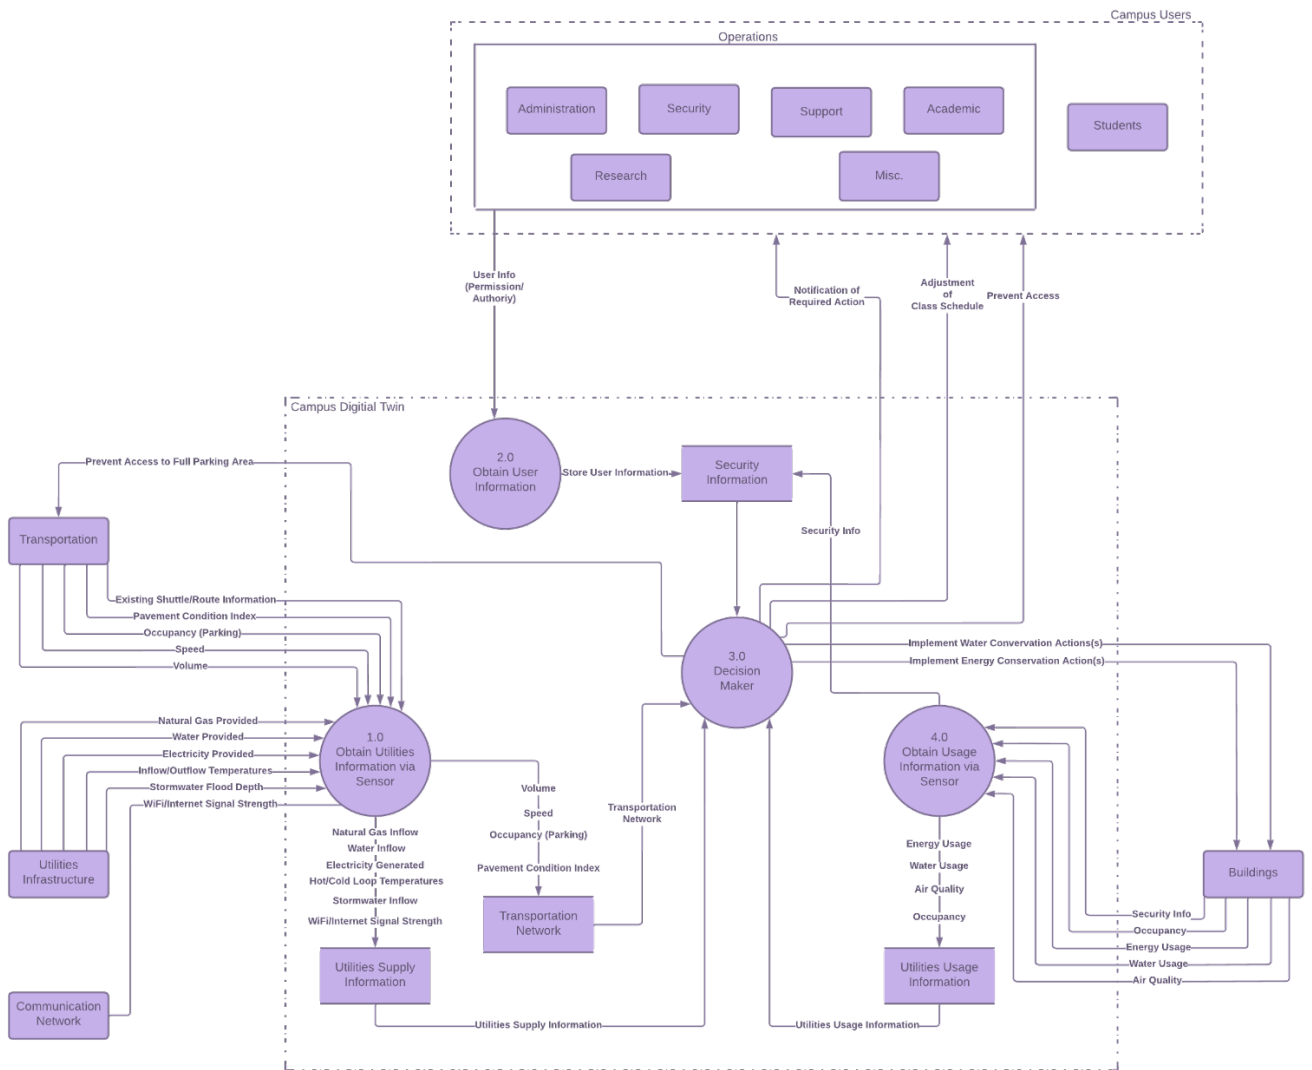 Campus Users
Operations
Administration
Security
Support
Academic
Students
Research
Misc.
User Info
(Permission/
Authoriy)
Notification of
Required Action
Adjustment
of
Class Schedule
Prevent Access
Campus Digitial Twin
Prevent Access to Full Parking Area
2.0
Obtain User
Information
Store User Information
Security
Information
Security Info
Transportation
Existing Shuttle/Route Information
Pavement Condition Index
Occupancy (Parking)
Speed
Volume
3.0
Decision
Maker
Implement Water Convervation Actions(s)
Implement Energy Conservation Action(s)
Natural Gas Provided
Water Provided
Electricity Provided
Inflow/Outflow Temperatures
Stormwater Flood Depth
WiFi/Internet Signal Strength
1.0
Obtain Utilities
Information via
Sensor
4.0
Obtain Usage
Information via
Sensor
Volume
Speed
Occupancy (Parking)
Pavement Condition Index
Transportation
Network
Natural Gas Inflow
Water Inflow
Electricity Generated
Hot/Cold Loop Temperatures
Stormwater Inflow
WiFi/Internet Signal Strength
Energy Usage
Water Usage
Air Quality
Occupancy
Utilities
Infrastructure
Buildings
Transportation
Network
Security Info
Occupancy
Energy Usage
Water Usage
Air Quality
Utilities Supply
Information
Utilities Usage
Information
Communication
Network
Utilities Supply Information
Utilities Usage Information